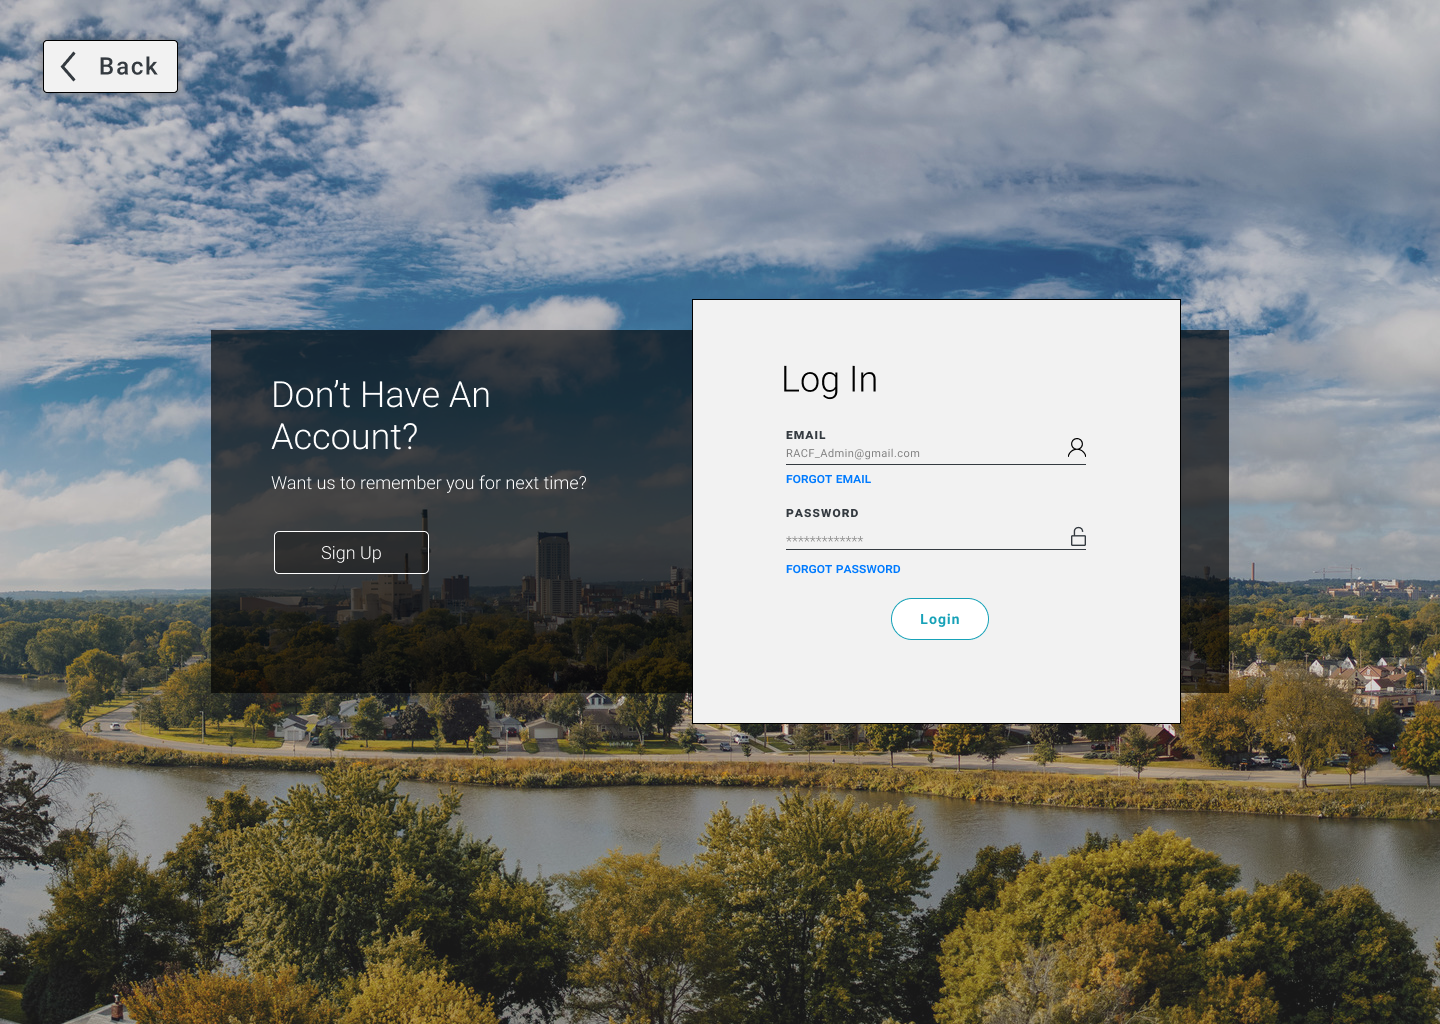 Back
Don’t Have An
Account?
Want us to remember you for next time?
Sign Up
Log In
EMAIL
RACF_Admin@gmail.com
FORGOT EMAIL
PASSWORD
*************
FORGOT PASSWORD
Login